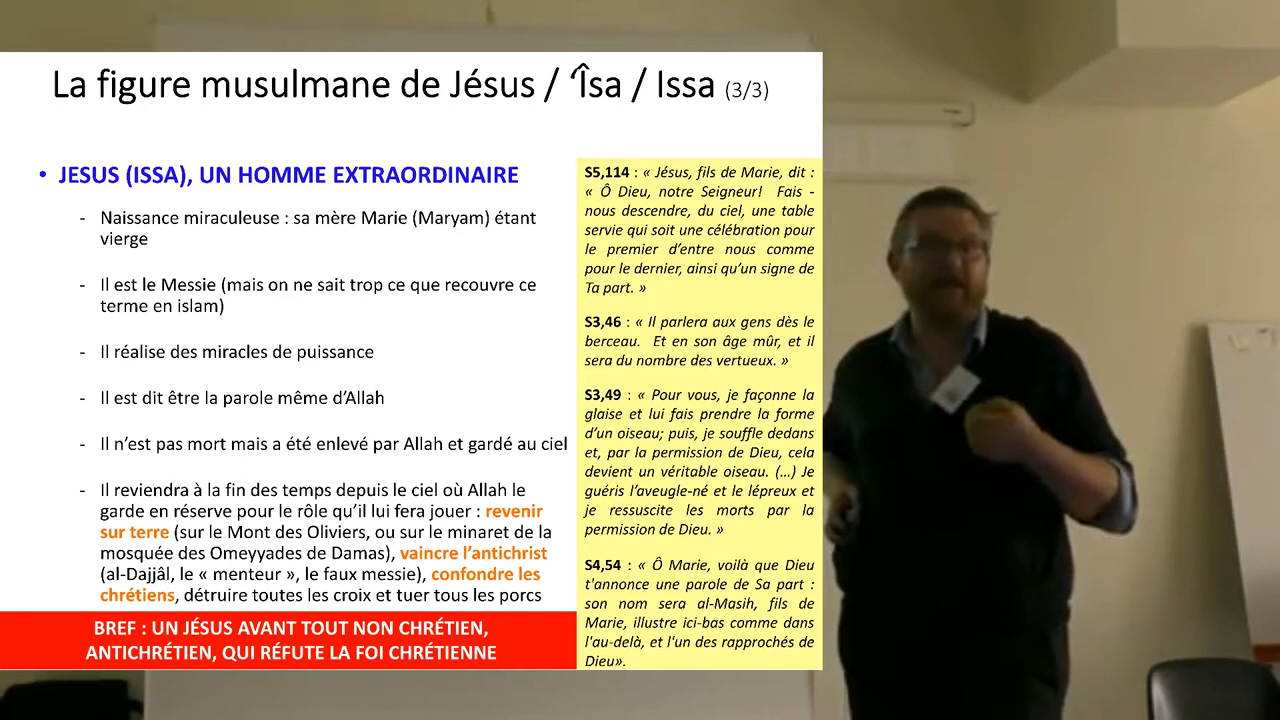 La figure musulmane de Jésus / ‘Îsa / Issa (3/3)
• JESUS (ISSA), UN HOMME EXTRAORDINAIRE
- Naissance miraculeuse : sa mère Marie (Maryam) étant
vierge
- Il est le Messie (mais on ne sait trop ce que recouvre ce
terme en islam)
- Il réalise des miracles de puissance
- Il est dit être la parole même d’Allah
- Il n’est pas mort mais a été enlevé par Allah et gardé au ciel
- Il reviendra à la fin des temps depuis le ciel où Allah le
garde en réserve pour le rôle qu’il lui fera jouer : revenir
sur terre (sur le Mont des Oliviers, ou sur le minaret de la
mosquée des Omeyyades de Damas), vaincre l’antichrist
(al-Dajjâl, le « menteur », le faux messie), confondre les
chrétiens, détruire toutes les croix et tuer tous les porcs
BREF : UN JÉSUS AVANT TOUT NON CHRÉTIEN,
ANTICHRÉTIEN, QUI RÉFUTE LA FOI CHRÉTIENNE
S5,114 : « Jésus, fils de Marie, dit :
« Ô Dieu, notre Seigneur! Fais -
nous descendre, du ciel, une table
servie qui soit une célébration pour
le premier d’entre nous comme
pour le dernier, ainsi qu’un signe de
Ta part. »
S3,46 : « Il parlera aux gens dès le
berceau. Et en son âge mûr, et il
sera du nombre des vertueux. »
S3,49 : « Pour vous, je façonne la
glaise et lui fais prendre la forme
d’un oiseau; puis, je souffle dedans
et, par la permission de Dieu, cela
devient un véritable oiseau. (…) Je
guéris l’aveugle-né et le lépreux et
je ressuscite les morts par la
permission de Dieu. »
S4,54 : « Ô Marie, voilà que Dieu
t'annonce une parole de Sa part :
son nom sera al-Masih, fils de
Marie, illustre ici-bas comme dans
l'au-delà, et l'un des rapprochés de
Dieu».